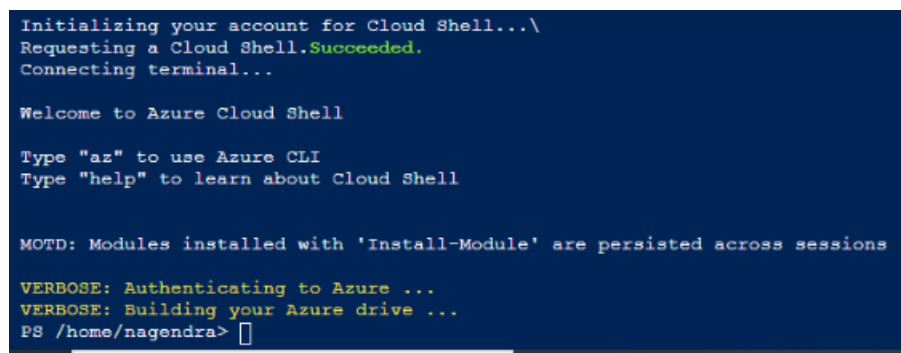 Initializing your account for Cloud Shell...\
Requesting a Cloud Shell.Succeeded.
Connecting terminal...
Welcome to Azure Cloud Shell
Type "az" to use Azure CLI
Type "help" to learn about Cloud Shell
MOTD: Modules installed with 'Install-Module' are persisted across sessions
VERBOSE: Authenticating to Azure ...
VERBOSE: Building your Azure drive ...
PS /home/nagendra>